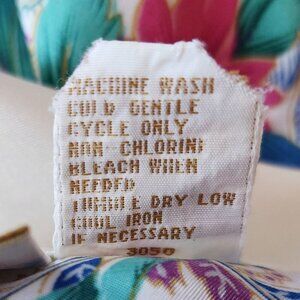 MACHINE WASH
COLD GENTLE
CYCLE ONLY
NON CHLORINE
BLEACH WHEN
NEEDED
TUMBLE DRY LOW
COOL IRON
IF NECESSARY
3050